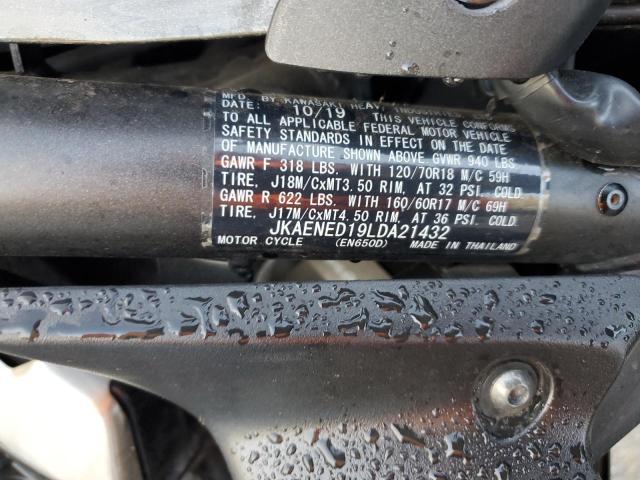 MFD. BY KAWASAKI HEAVY INDUSTRIES
DATE: 10/19 THIS VEHICLE CONFORMS
TO ALL APPLICABLE FEDERAL MOTOR VEHICLE
SAFETY STANDARDS IN EFFECT ON THE DATE
OF MANUFACTURE SHOWN ABOVE GVWR 940 LBS
GAWR F 318 LBS. WITH 120/70R18 M/C 59H
TIRE, J18M/CxMT3.50 RIM, AT 32 PSI. COLD
GAWR R 622 LBS. WITH 160/60R17 M/C 69H
TIRE, J17M/CxMT4.50 RIM, AT 36 PSI. COLD
JKAENED19LDA21432
MOTOR CYCLE (EN650D) MADE IN THAILAND